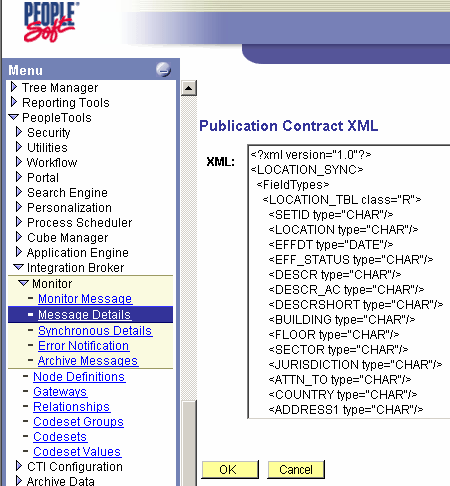 PEOPLE
Soft
Menu
Tree Manager
Reporting Tools
PeopleTools
Security
Utilities
Workflow
Portal
Search Engine
Personalization
Process Scheduler
Cube Manager
Application Engine
Integration Broker
Monitor
- Monitor Message
- Message Details
- Synchronous Details
- Error Notification
- Archive Messages
- Node Definitions
- Gateways
- Relationships
- Codeset Groups
- Codesets
- Codeset Values
CTI Configuration
Archive Data
Publication Contract XML
XML:
<?xml version="1.0"?>
<LOCATION_SYNC>
<FieldTypes>
<LOCATION_TBL class="R">
<SETID type="CHAR"/>
<LOCATION type="CHAR"/>
<EFFDT type="DATE"/>
<EFF_STATUS type="CHAR"/>
<DESCR type="CHAR"/>
<DESCR_AC type="CHAR"/>
<DESCRSHORT type="CHAR"/>
<BUILDING type="CHAR"/>
<FLOOR type="CHAR"/>
<SECTOR type="CHAR"/>
<JURISDICTION type="CHAR"/>
<ATTN_TO type="CHAR"/>
<COUNTRY type="CHAR"/>
<ADDRESS1 type="CHAR"/>
OK
Cancel